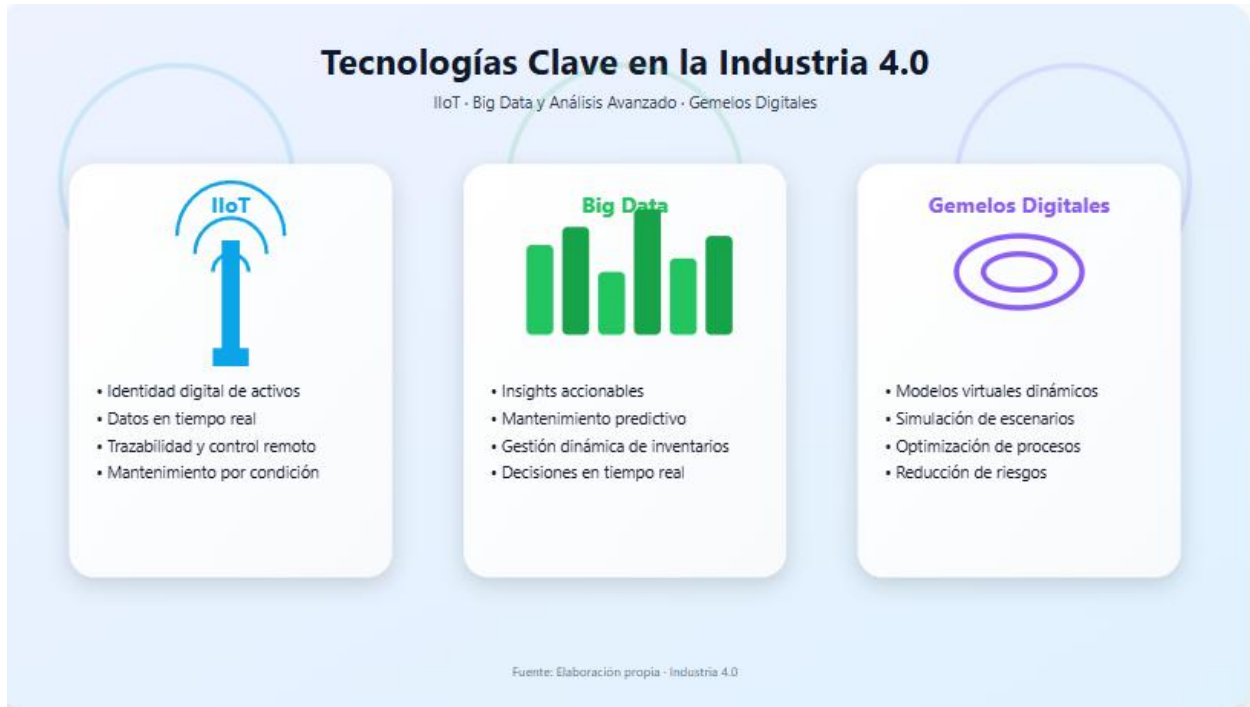 Tecnologías Clave en la Industria 4.0
IIoT · Big Data y Análisis Avanzado · Gemelos Digitales
IIoT
• Identidad digital de activos
• Datos en tiempo real
• Trazabilidad y control remoto
• Mantenimiento por condición
Big Data
• Insights accionables
• Mantenimiento predictivo
• Gestión dinámica de inventarios
• Decisiones en tiempo real
Gemelos Digitales
• Modelos virtuales dinámicos
• Simulación de escenarios
• Optimización de procesos
• Reducción de riesgos
Fuente: Elaboración propia · Industria 4.0